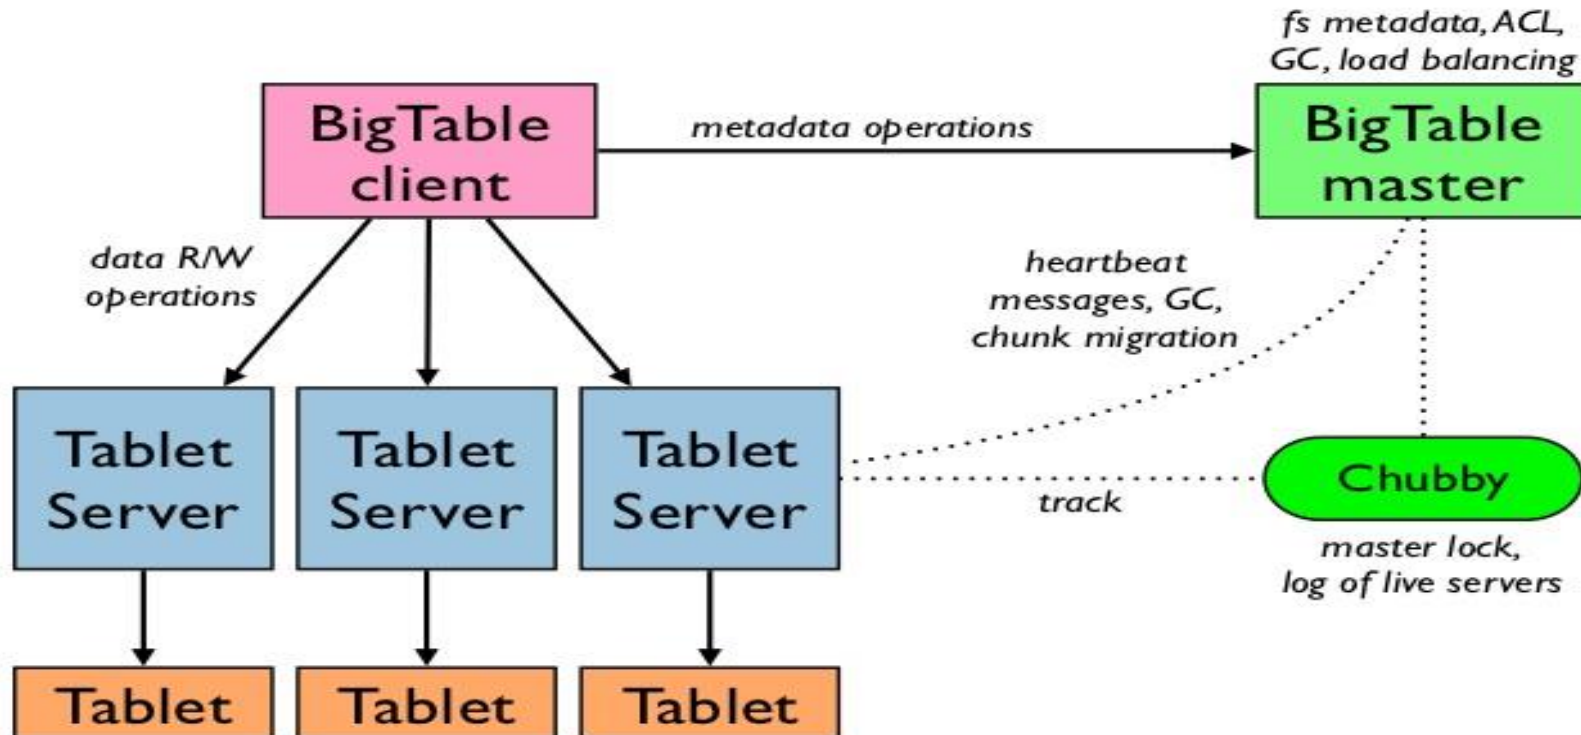 fs metadata, ACL,
GC, load balancing
BigTable
client
metadata operations
BigTable
master
data R/W
operations
heartbeat
messages, GC,
chunk migration
Tablet
Server
Tablet
Server
Tablet
Server
track
Chubby
master lock,
log of live servers
Tablet
Tablet
Tablet